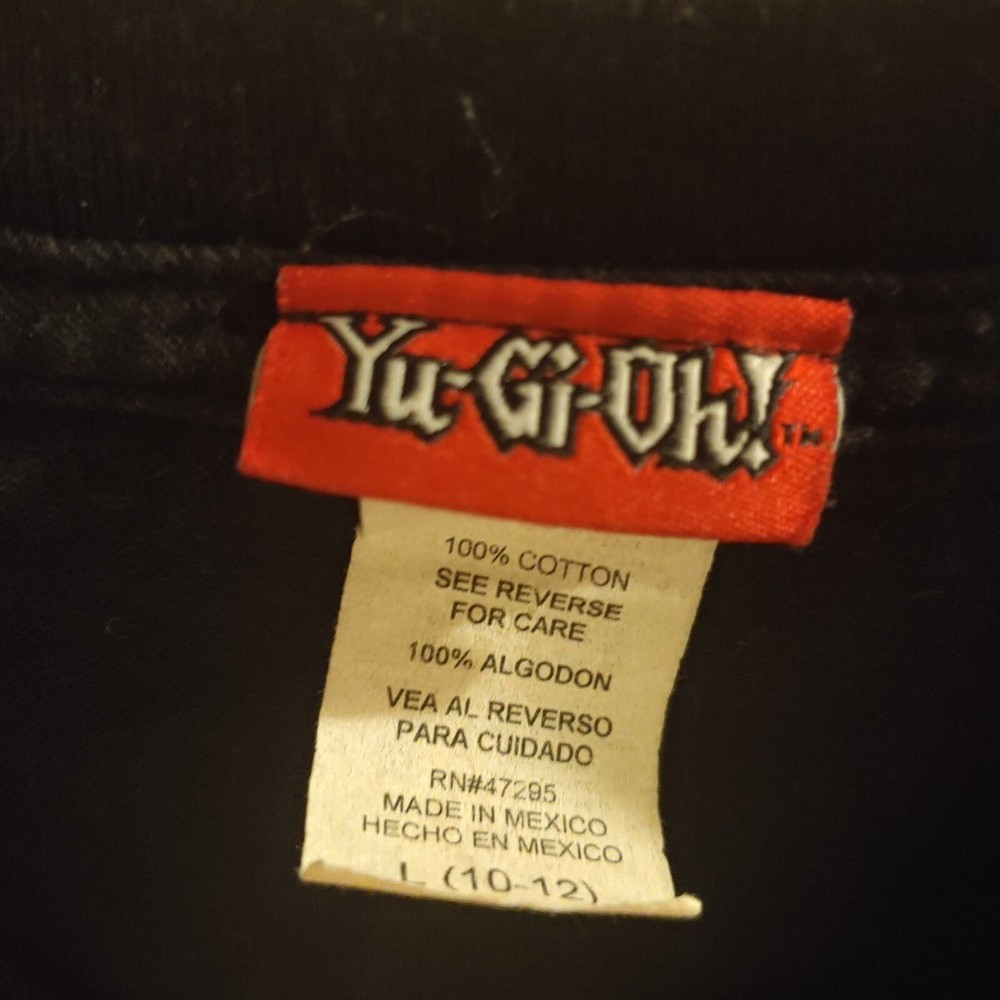 Yu-Gi-Oh!™
100% COTTON
SEE REVERSE
FOR CARE
100% ALGODON
VEA AL REVERSO
PARA CUIDADO
RN#47295
MADE IN MEXICO
HECHO EN MEXICO
L (10-12)